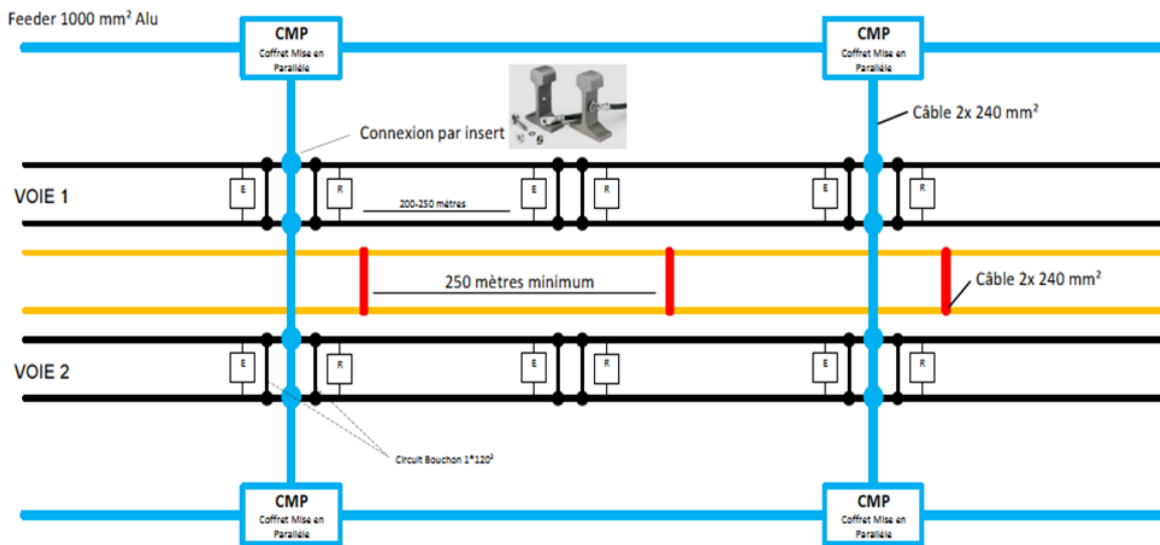 Feeder 1000 mm² Alu
CMP
Coffret Mise en
Parallèle
CMP
Coffret Mise en
Parallèle
Câble 2x 240 mm²
Connexion par insert
VOIE 1
E
R
E
R
E
R
200-250 mètres
250 mètres minimum
Câble 2x 240 mm²
VOIE 2
E
R
E
R
E
R
Circuit Bouchon 1*120²
CMP
Coffret Mise en
Parallèle
CMP
Coffret Mise en
Parallèle